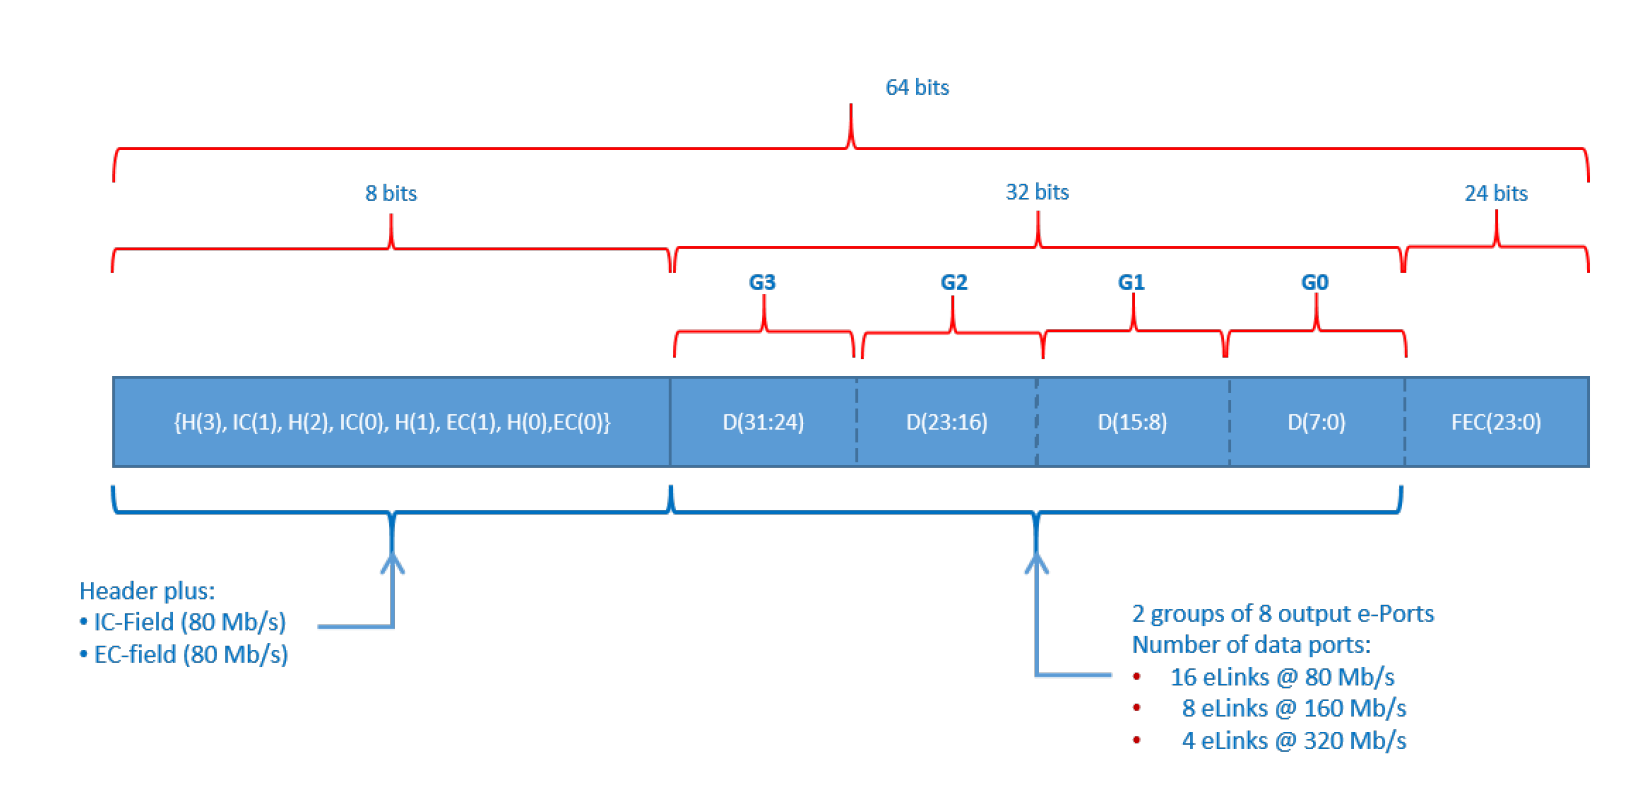 64 bits
8 bits
32 bits
24 bits
G3
G2
G1
G0
{H(3), IC(1), H(2), IC(0), H(1), EC(1), H(0),EC(0)}
D(31:24)
D(23:16)
D(15:8)
D(7:0)
FEC(23:0)
Header plus:
• IC-Field (80 Mb/s)
• EC-field (80 Mb/s)
2 groups of 8 output e-Ports
Number of data ports:
• 16 eLinks @ 80 Mb/s
• 8 eLinks @ 160 Mb/s
• 4 eLinks @ 320 Mb/s